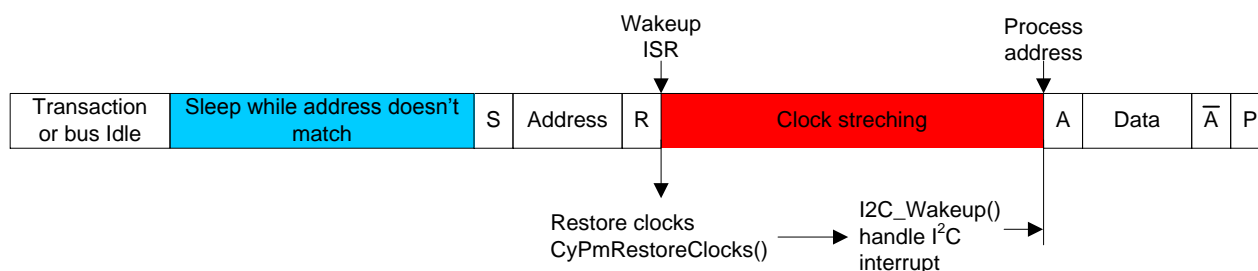 Wakeup
ISR
Process
address
Transaction
or bus Idle
Sleep while address doesn't
match
S
Address
R
Clock streching
A
Data
A̅
P
Restore clocks
CyPmRestoreClocks()
I2C_Wakeup()
handle I²C
interrupt